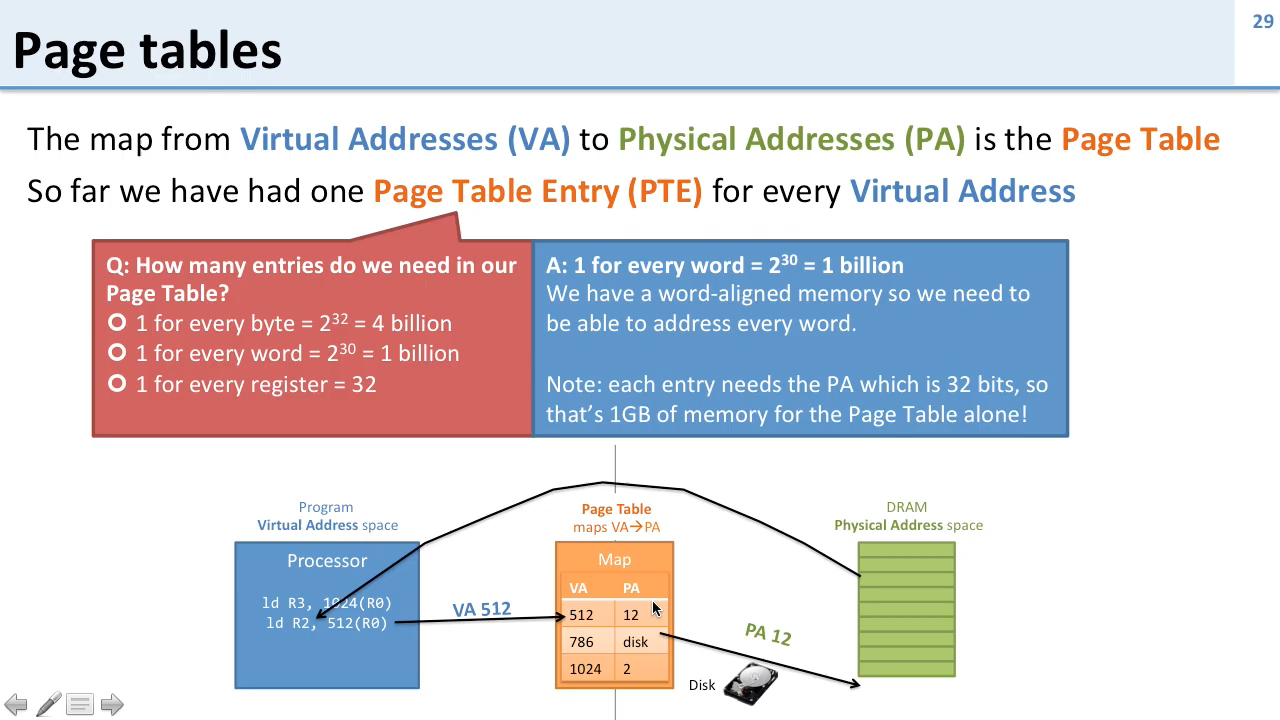 29
Page tables
The map from Virtual Addresses (VA) to Physical Addresses (PA) is the Page Table
So far we have had one Page Table Entry (PTE) for every Virtual Address
Q: How many entries do we need in our
Page Table?
1 for every byte = 2³² = 4 billion
1 for every word = 2³⁰ = 1 billion
1 for every register = 32
A: 1 for every word = 2³⁰ = 1 billion
We have a word-aligned memory so we need to
be able to address every word.
Note: each entry needs the PA which is 32 bits, so
that's 1GB of memory for the Page Table alone!
Program
Virtual Address space
Processor
ld R3, 1024(R0)
ld R2, 512(R0)
VA 512
Page Table
maps VA→PA
Map
VA PA
512 12
786 disk
1024 2
PA 12
Disk
DRAM
Physical Address space